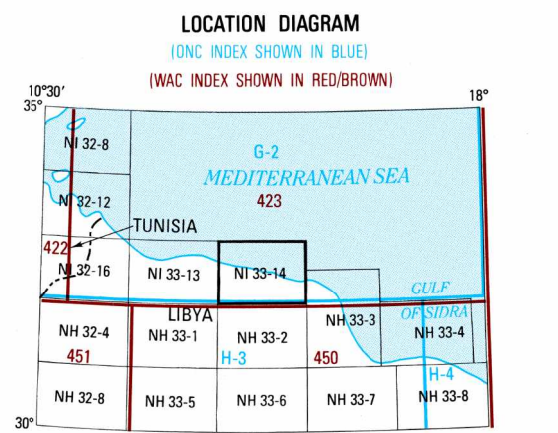 LOCATION DIAGRAM
(ONC INDEX SHOWN IN BLUE)
(WAC INDEX SHOWN IN RED/BROWN)
10°30'
18°
35°
NI 32-8
G-2
MEDITERRANEAN SEA
NI 32-12
423
TUNISIA
422
NI 32-16
NI 33-13
NI 33-14
GULF
OF SIDRA
LIBYA
NH 32-4
NH 33-1
NH 33-2
NH 33-3
NH 33-4
451
H-3
450
H-4
NH 32-8
NH 33-5
NH 33-6
NH 33-7
NH 33-8
30°